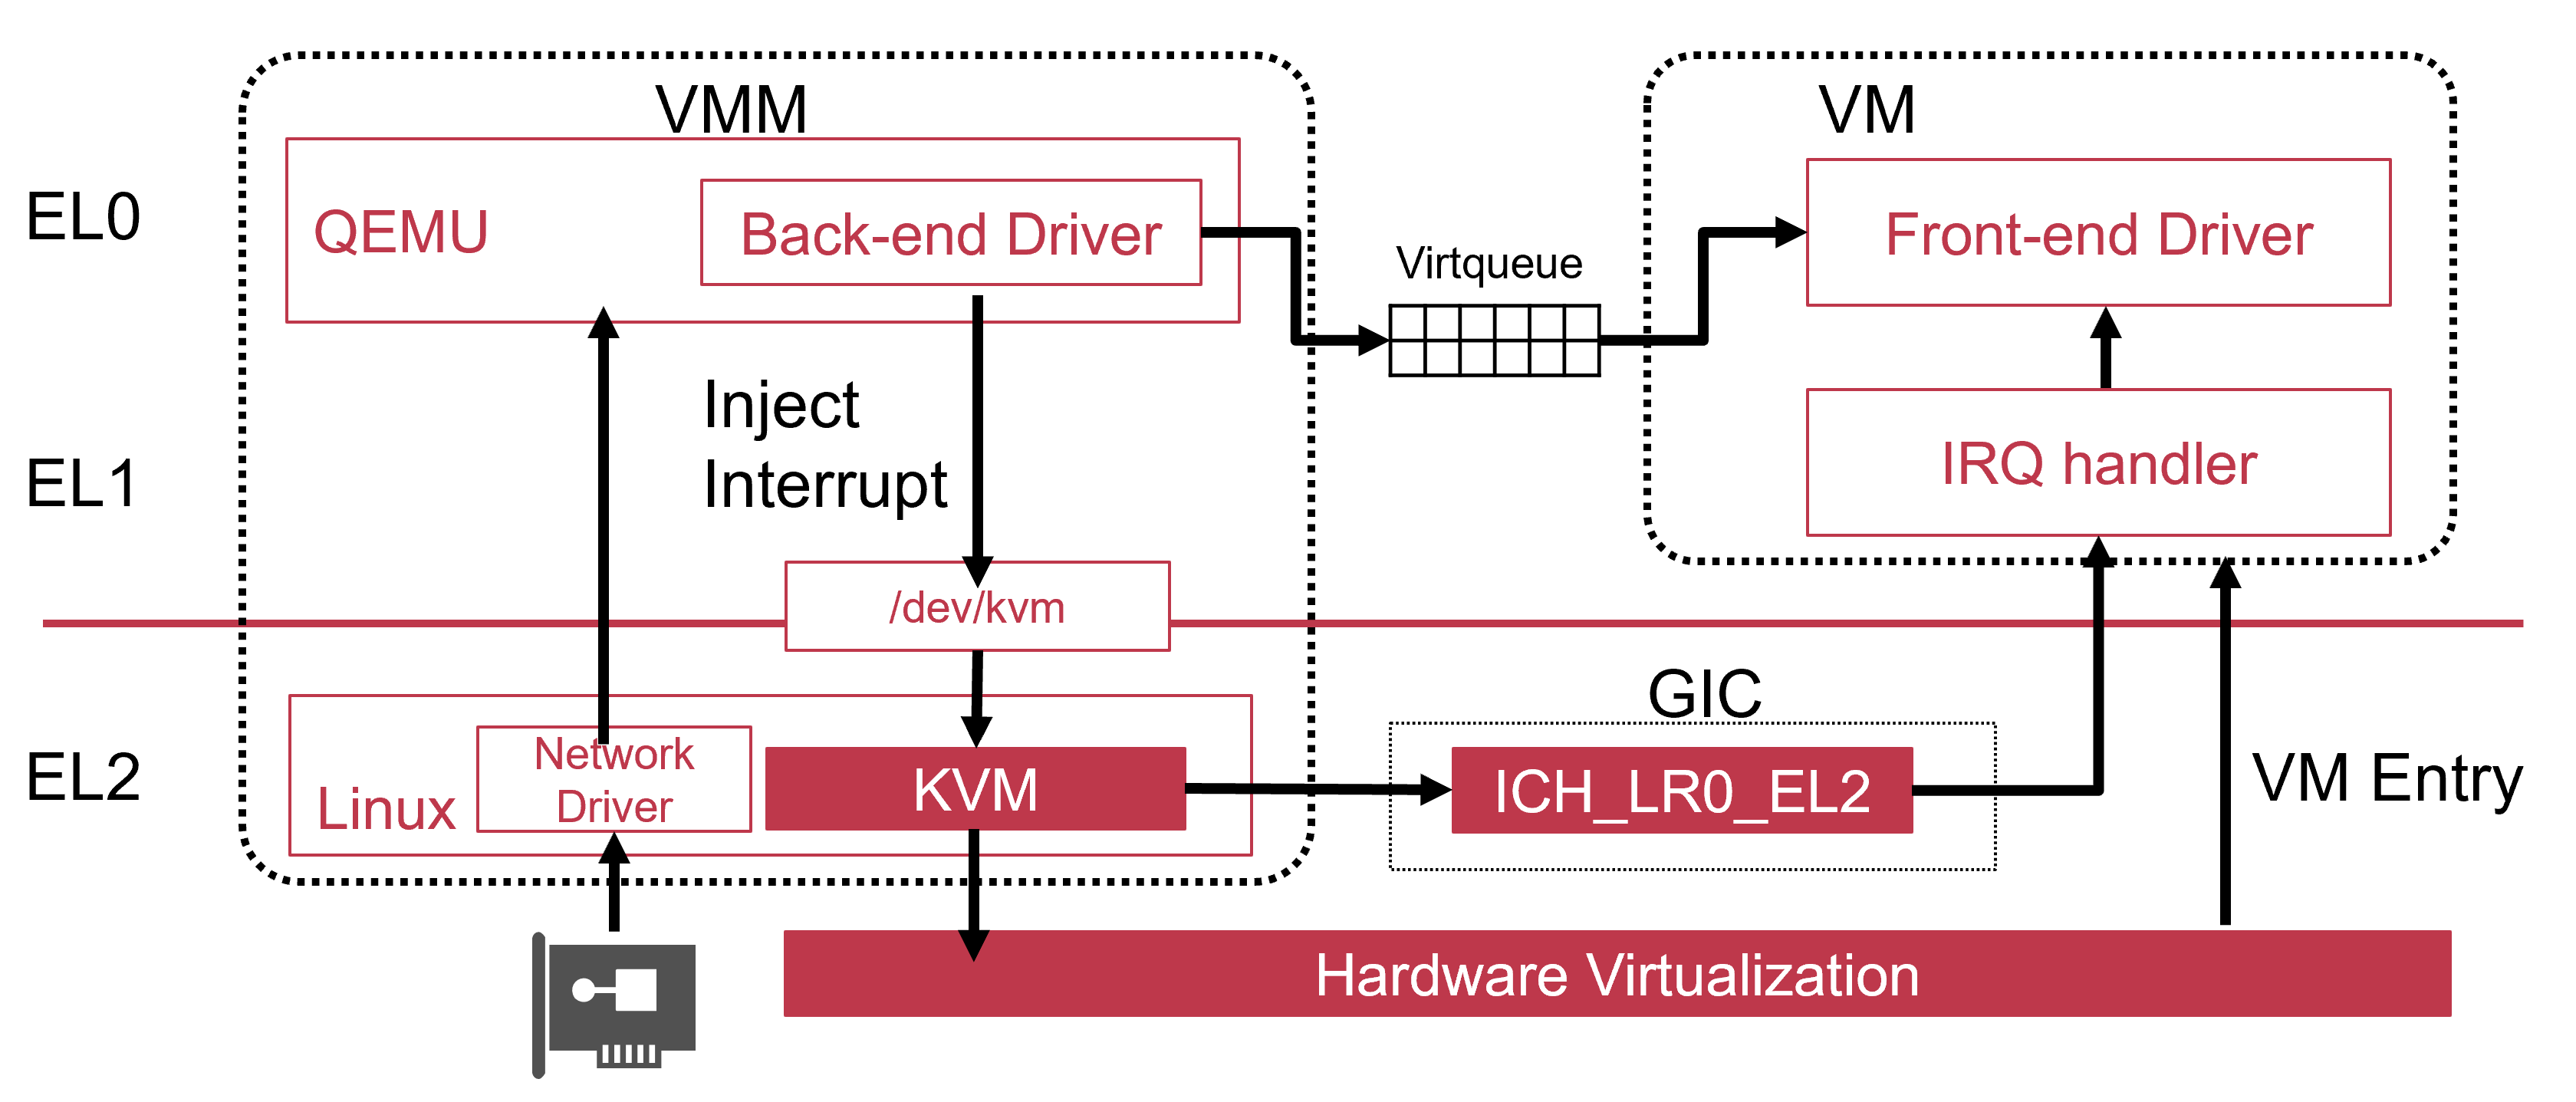 VMM
VM
EL0
QEMU
Back-end Driver
Virtqueue
Front-end Driver
EL1
Inject
Interrupt
IRQ handler
/dev/kvm
GIC
EL2
Linux
Network
Driver
KVM
ICH_LR0_EL2
VM Entry
Hardware Virtualization